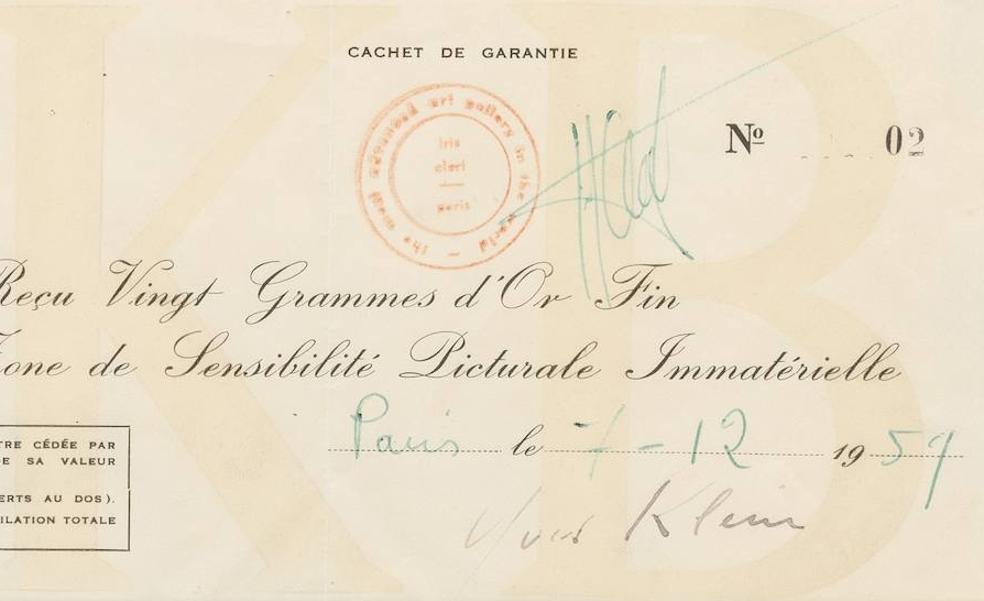 CACHET DE GARANTIE
the most advanced art gallery in the world –
iris
clert
paris
Nº 02
Reçu Vingt Grammes d'Or Fin
Zone de Sensibilité Picturale Immatérielle
Paris le 7-12 1959
TRE CÉDÉE PAR
E SA VALEUR
ERTS AU DOS).
ILATION TOTALE
Yves Klein